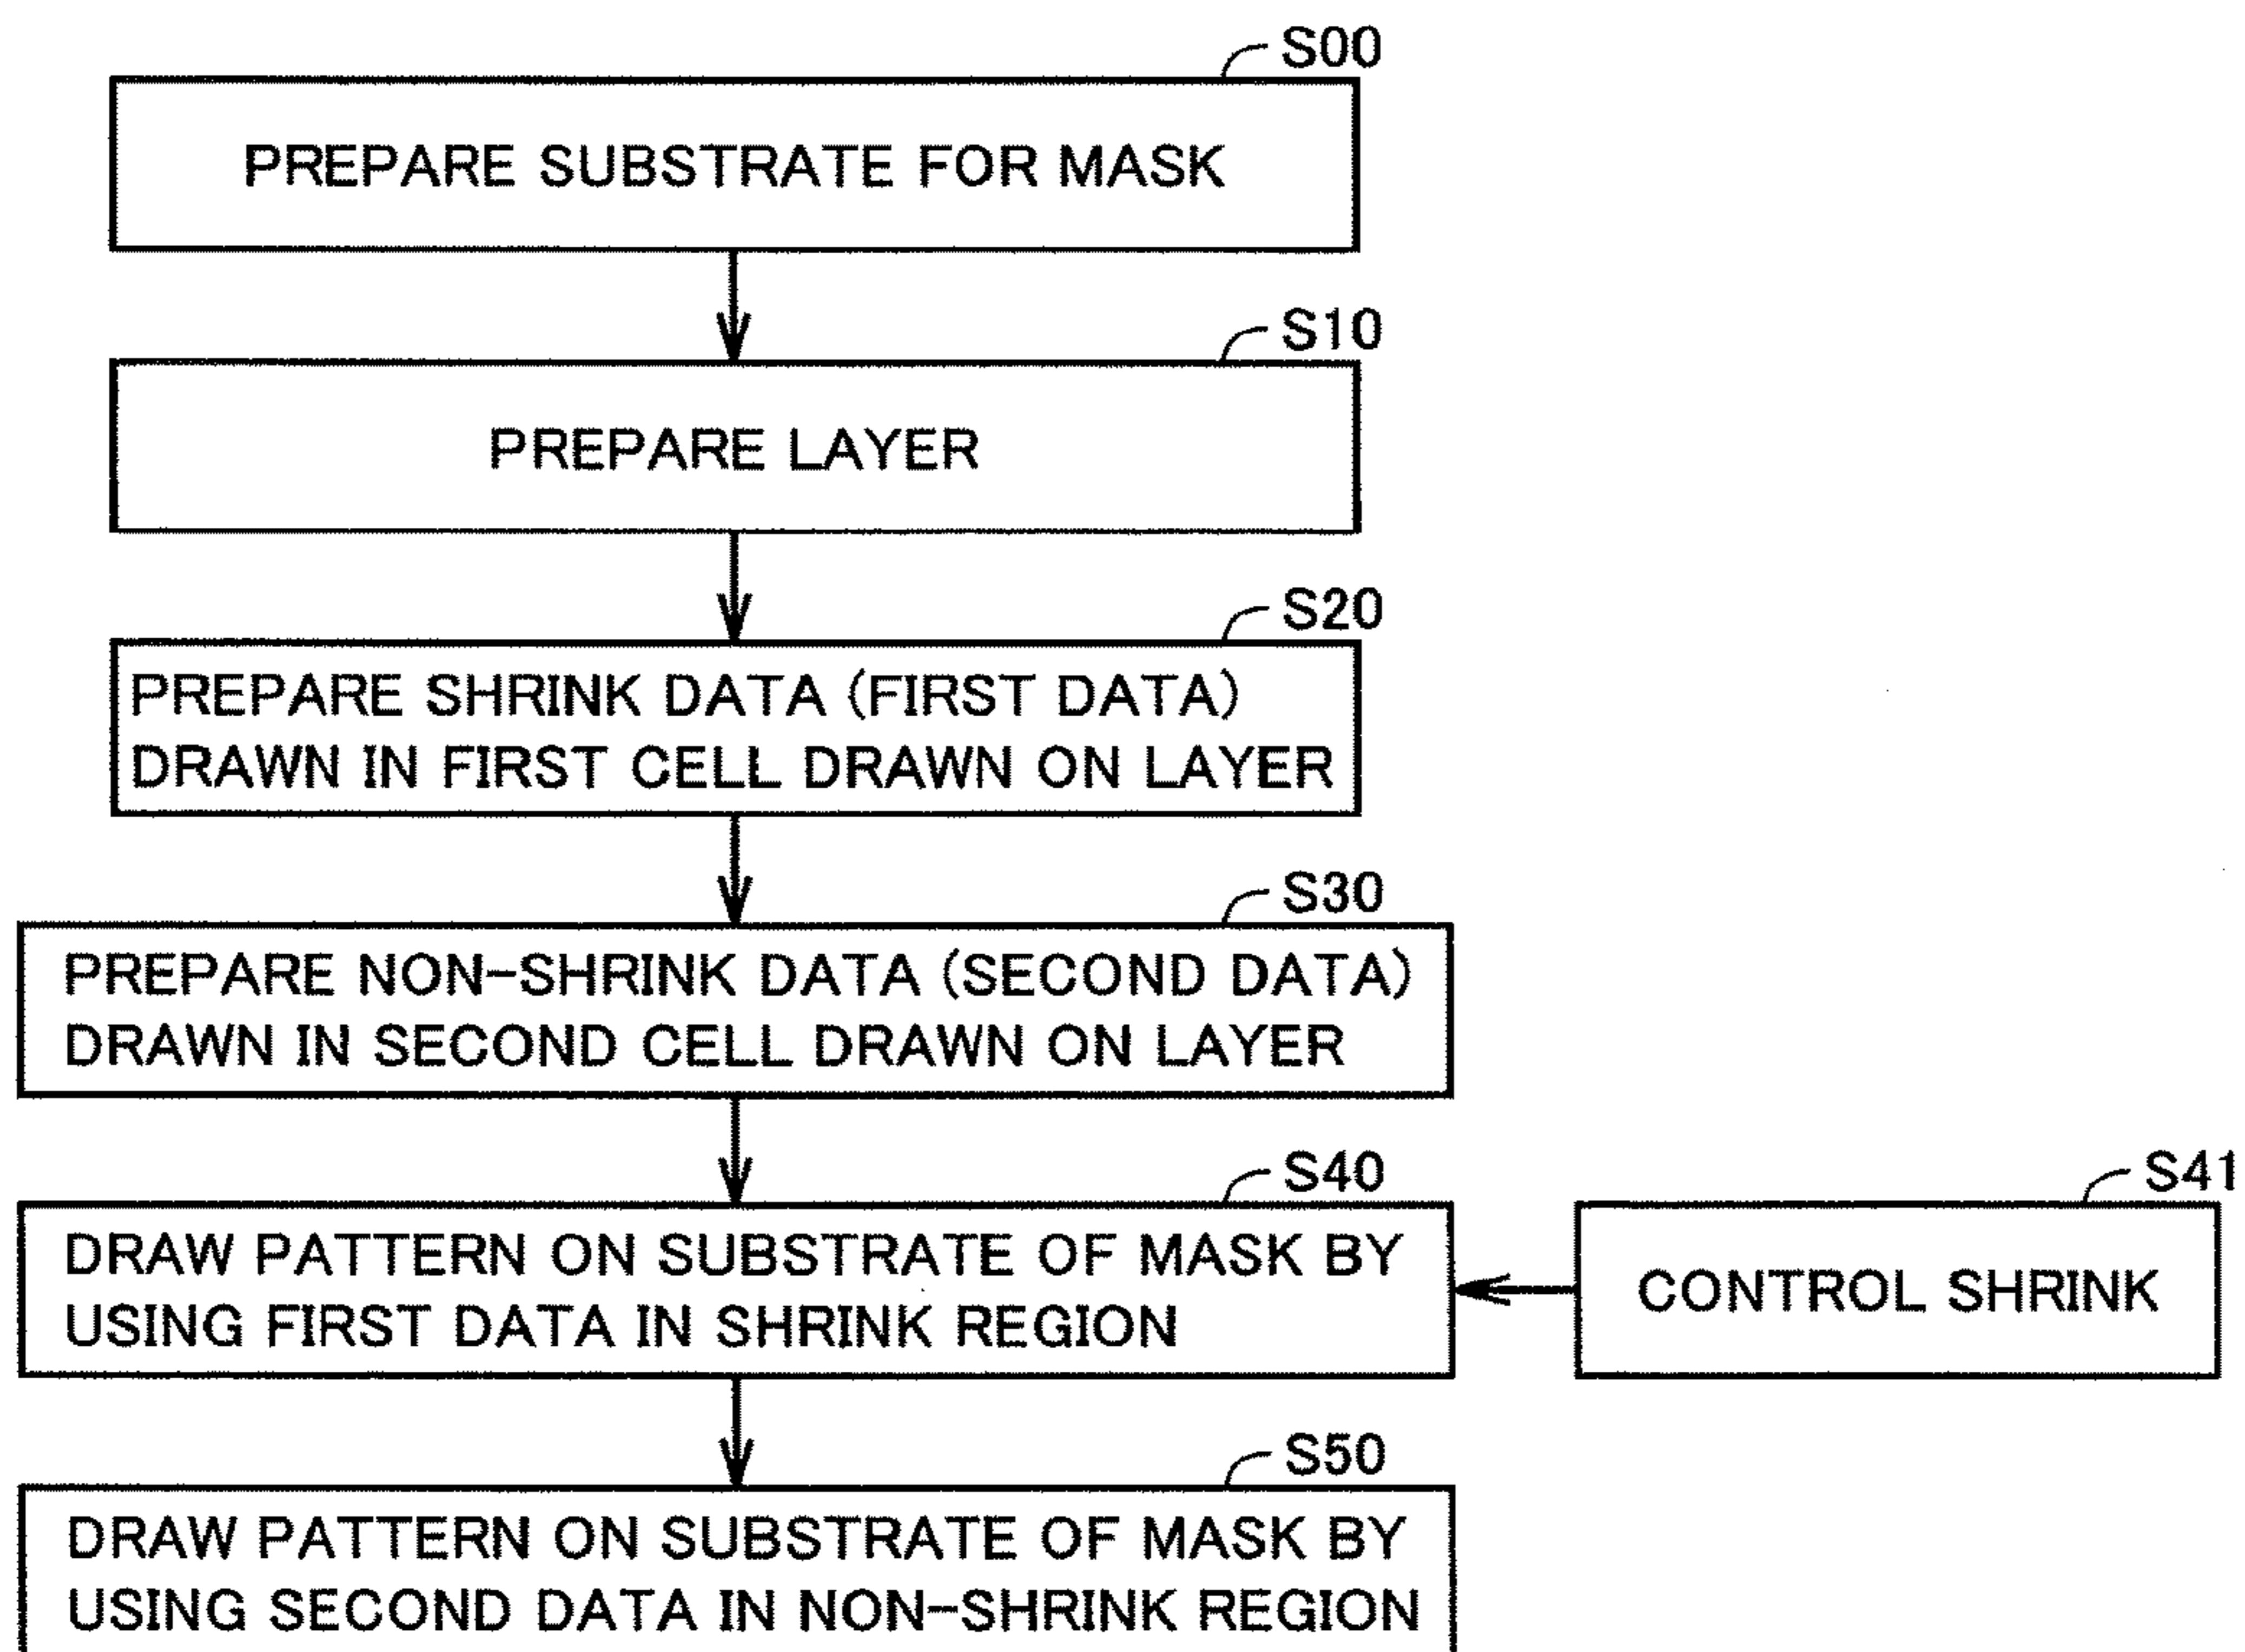 S00
PREPARE SUBSTRATE FOR MASK
S10
PREPARE LAYER
S20
PREPARE SHRINK DATA (FIRST DATA)
DRAWN IN FIRST CELL DRAWN ON LAYER
S30
PREPARE NON-SHRINK DATA (SECOND DATA)
DRAWN IN SECOND CELL DRAWN ON LAYER
S40
DRAW PATTERN ON SUBSTRATE OF MASK BY
USING FIRST DATA IN SHRINK REGION
S41
CONTROL SHRINK
S50
DRAW PATTERN ON SUBSTRATE OF MASK BY
USING SECOND DATA IN NON-SHRINK REGION